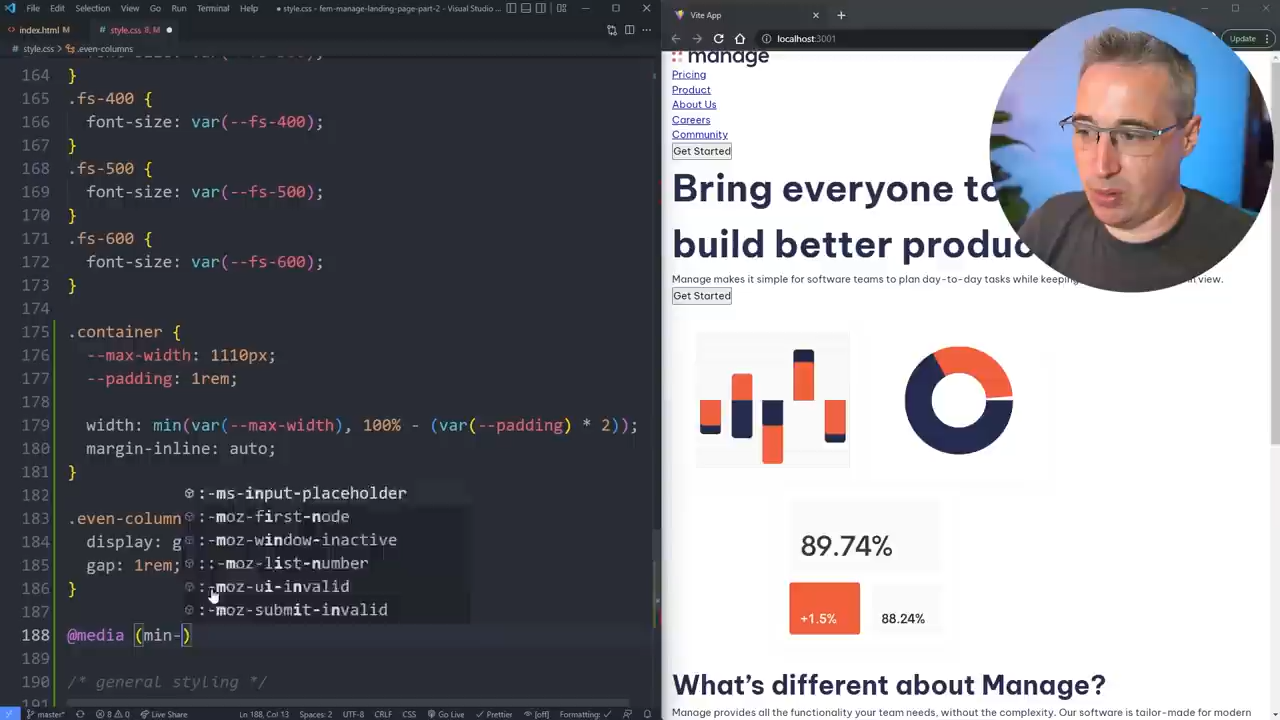 File Edit View Go Run Terminal Help
style.css - fem-manage-landing-page-part-2 - Visual Studio
index.html M
style.css 8, M
style.css > .even-columns
164 }
165 .fs-400 {
166 font-size: var(--fs-400);
167 }
168 .fs-500 {
169 font-size: var(--fs-500);
170 }
171 .fs-600 {
172 font-size: var(--fs-600);
173 }
174
175 .container {
176 --max-width: 1110px;
177 --padding: 1rem;
178
179 width: min(var(--max-width), 100% - (var(--padding) * 2));
180 margin-inline: auto;
181 }
182
183 .even-column
184 display: g
185 gap: 1rem;
186 }
187
188 @media (min-)
189
190 /* general styling */
191
:-ms-input-placeholder
:-moz-first-node
:-moz-window-inactive
::-moz-list-number
:-moz-ui-invalid
:-moz-submit-invalid
master* 8 0 Live Share Ln 188, Col 13 Spaces: 2 UTF-8 CRLF CSS Prettier [off] Formatting: ✓
Vite App
localhost:3001
Update
manage
Pricing
Product
About Us
Careers
Community
Get Started
Bring everyone to
build better produc
Manage makes it simple for software teams to plan day-to-day tasks while keeping in view.
Get Started
89.74%
+1.5%
88.24%
What's different about Manage?
Manage provides all the functionality your team needs, without the complexity. Our software is tailor-made for modern